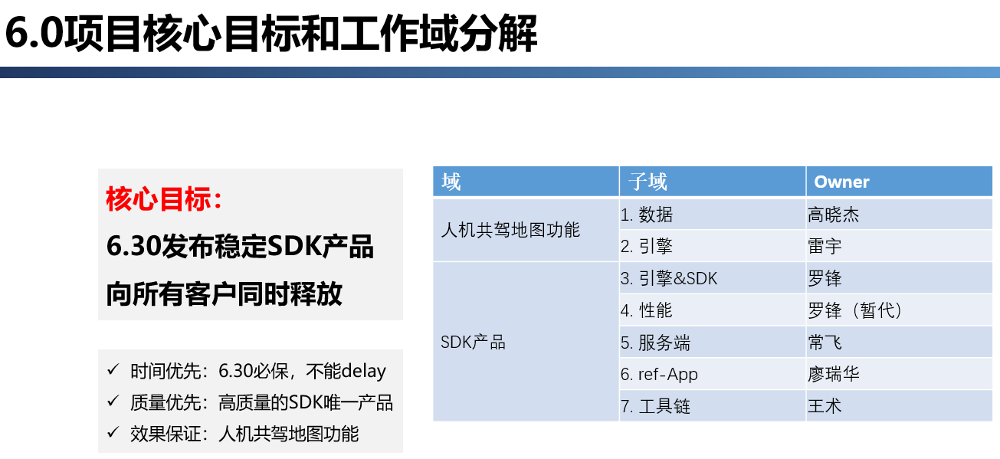 6.0项目核心目标和工作域分解
核心目标：
6.30发布稳定SDK产品
向所有客户同时释放
✓ 时间优先：6.30必保，不能delay
✓ 质量优先：高质量的SDK唯一产品
✓ 效果保证：人机共驾地图功能
域 子域 Owner
人机共驾地图功能 1. 数据 高晓杰
2. 引擎 雷宇
SDK产品 3. 引擎&SDK 罗锋
4. 性能 罗锋（暂代）
5. 服务端 常飞
6. ref-App 廖瑞华
7. 工具链 王术